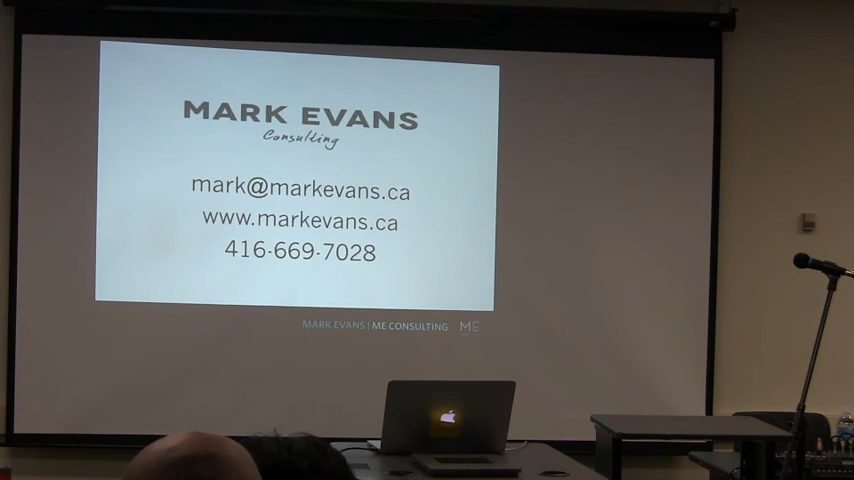 MARK EVANS
Consulting
mark@markevans.ca
www.markevans.ca
416-669-7028
MARK EVANS | ME CONSULTING ME